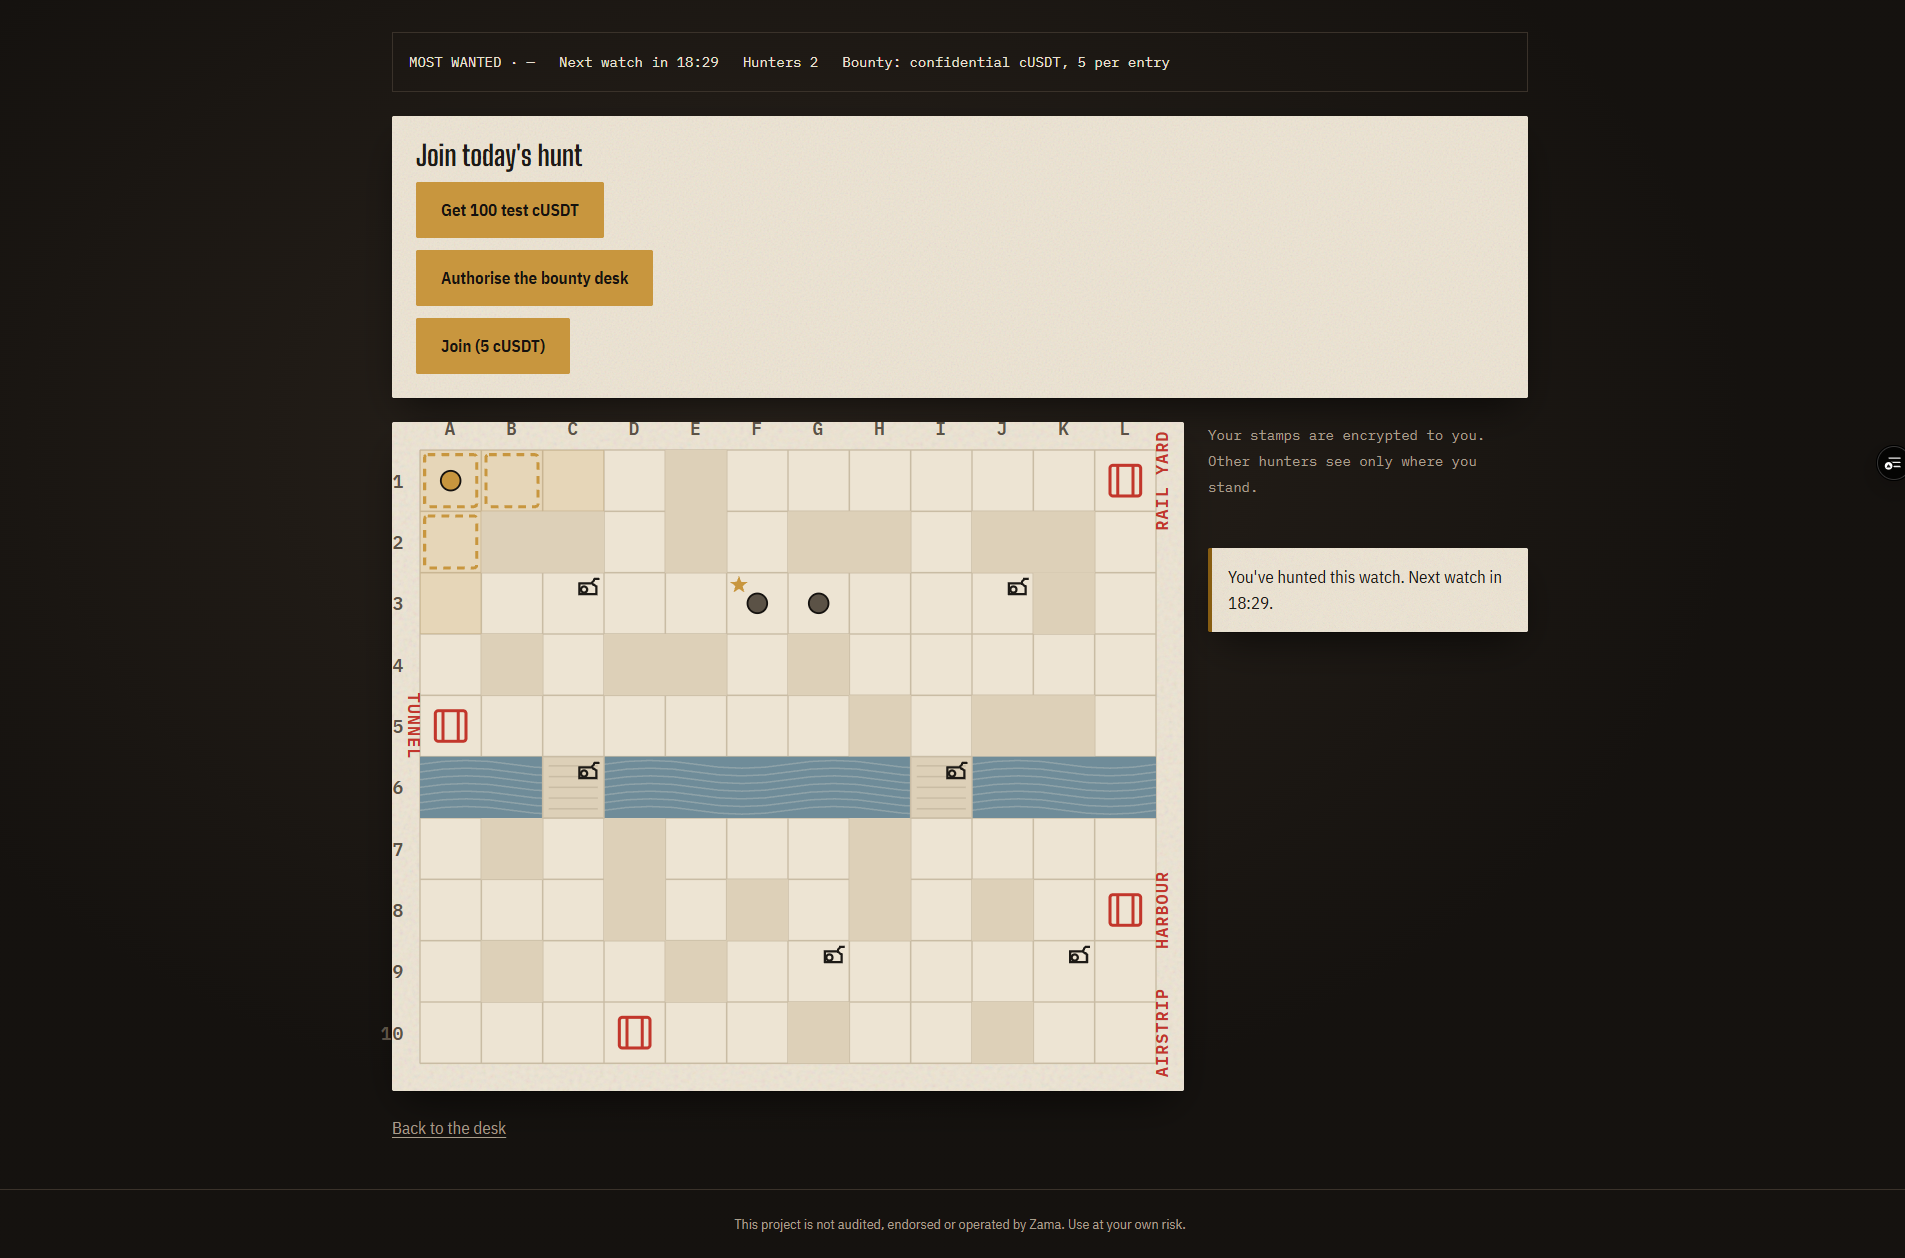 MOST WANTED · — Next watch in 18:29 Hunters 2 Bounty: confidential cUSDT, 5 per entry
Join today's hunt
Get 100 test cUSDT
Authorise the bounty desk
Join (5 cUSDT)
A B C D E F G H I J K L
1
2
3
4
5
6
7
8
9
10
RAIL YARD
TUNNEL
HARBOUR
AIRSTRIP
Your stamps are encrypted to you.
Other hunters see only where you
stand.
You've hunted this watch. Next watch in
18:29.
Back to the desk
This project is not audited, endorsed or operated by Zama. Use at your own risk.